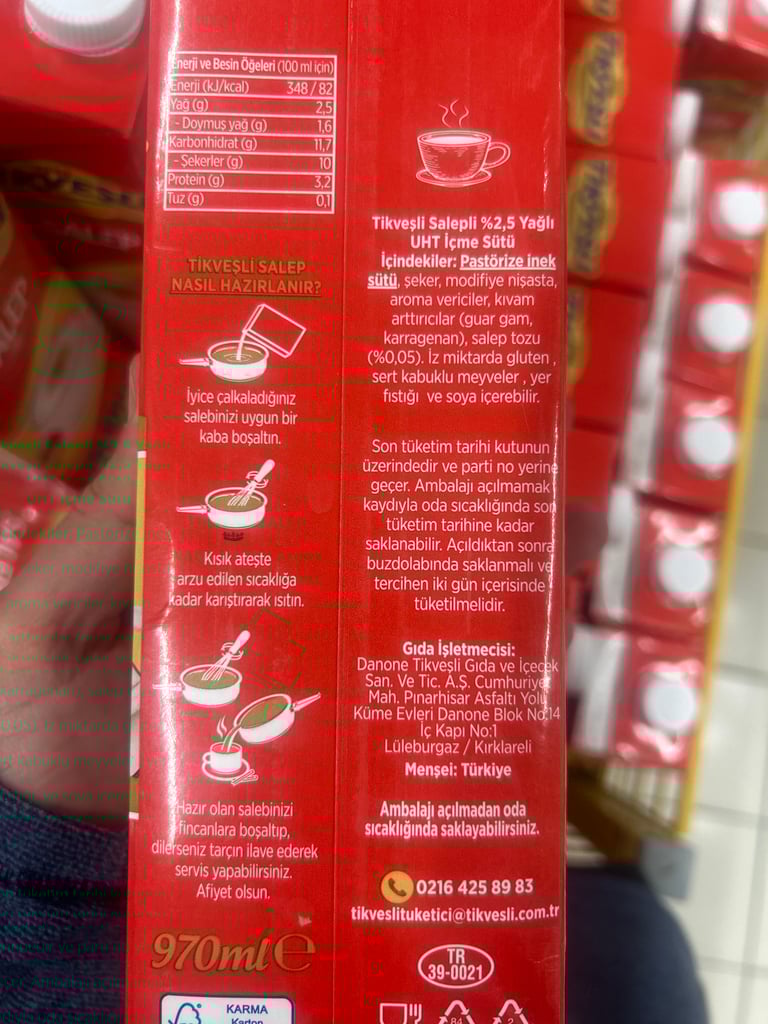 Enerji ve Besin Öğeleri (100 ml için)
Enerji (kJ/kcal) 348 / 82
Yağ (g) 2,5
- Doymuş yağ (g) 1,6
Karbonhidrat (g) 11,7
- Şekerler (g) 10
Protein (g) 3,2
Tuz (g) 0,1
TİKVEŞLİ SALEP
NASIL HAZIRLANIR?
İyice çalkaladığınız
salebinizi uygun bir
kaba boşaltın.
Kısık ateşte
arzu edilen sıcaklığa
kadar karıştırarak ısıtın.
Hazır olan salebinizi
fincanlara boşaltıp,
dilerseniz tarçın ilave ederek
servis yapabilirsiniz.
Afiyet olsun.
970ml e
KARMA
Karton
Tikveşli Salepli %2,5 Yağlı
UHT İçme Sütü
İçindekiler: Pastörize inek
sütü, şeker, modifiye nişasta,
aroma vericiler, kıvam
arttırıcılar (guar gam,
karragenan), salep tozu
(%0,05). İz miktarda gluten ,
sert kabuklu meyveler , yer
fıstığı ve soya içerebilir.
Son tüketim tarihi kutunun
üzerindedir ve parti no yerine
geçer. Ambalajı açılmamak
kaydıyla oda sıcaklığında son
tüketim tarihine kadar
saklanabilir. Açıldıktan sonra
buzdolabında saklanmalı ve
tercihen iki gün içerisinde
tüketilmelidir.
Gıda İşletmecisi:
Danone Tikveşli Gıda ve İçecek
San. Ve Tic. A.Ş. Cumhuriyet
Mah. Pınarhisar Asfaltı Yolu
Küme Evleri Danone Blok No:14
İç Kapı No:1
Lüleburgaz / Kırklareli
Menşei: Türkiye
Ambalajı açılmadan oda
sıcaklığında saklayabilirsiniz.
0216 425 89 83
tikveslituketici@tikvesli.com.tr
TR
39-0021
84
2
TİKVEŞLİ
TİKVEŞLİ
TİKVEŞLİ
SALEP